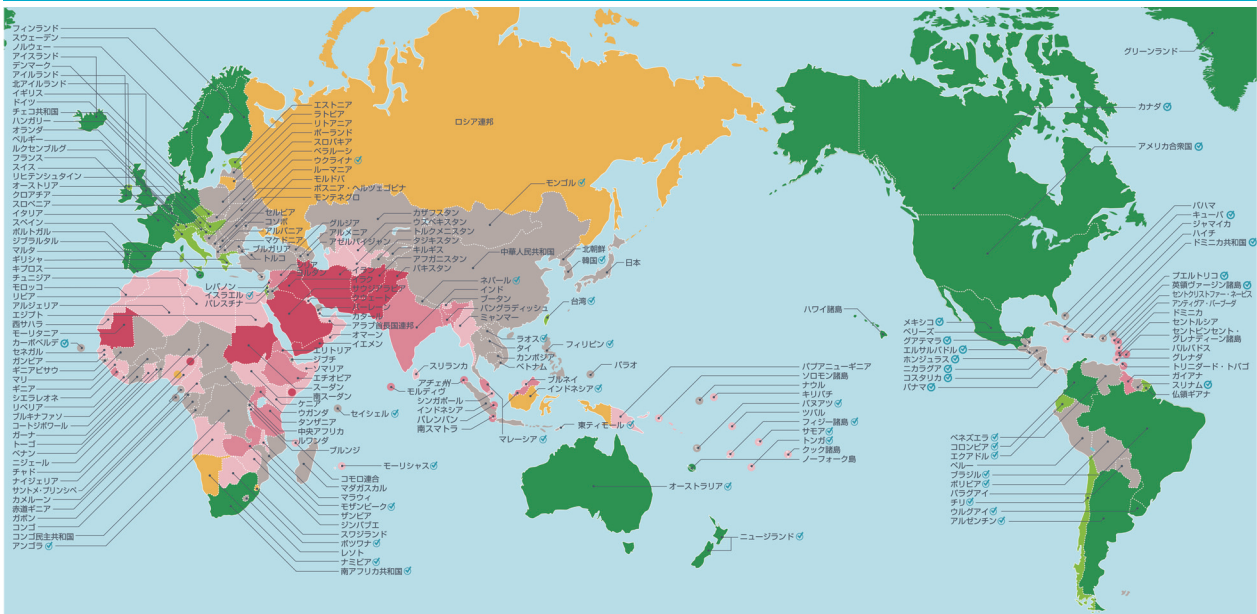 フィンランド
スウェーデン
ノルウェー
アイスランド
デンマーク
アイルランド
北アイルランド
イギリス
ドイツ
チェコ共和国
ハンガリー
オランダ
ベルギー
ルクセンブルグ
フランス
スイス
リヒテンシュタイン
オーストリア
クロアチア
スロベニア
イタリア
スペイン
ポルトガル
ジブラルタル
マルタ
ギリシャ
キプロス
チュニジア
モロッコ
リビア
アルジェリア
エジプト
西サハラ
モーリタニア
カーボベルデ
セネガル
ガンビア
ギニアビサウ
マリ
ギニア
シエラレオネ
リベリア
ブルキナファソ
コートジボワール
ガーナ
トーゴ
ベナン
ニジェール
チャド
ナイジェリア
サントメ・プリンシペ
カメルーン
赤道ギニア
ガボン
コンゴ
コンゴ民主共和国
アンゴラ
エストニア
ラトビア
リトアニア
ポーランド
スロバキア
ベラルーシ
ウクライナ
ルーマニア
モルドバ
ボスニア・ヘルツェゴビナ
モンテネグロ
セルビア
コソボ
アルバニア
マケドニア
ブルガリア
トルコ
グルジア
アルメニア
アゼルバイジャン
レバノン
イスラエル
パレスチナ
イラン
イラク
サウジアラビア
クウェート
バーレーン
カタール
アラブ首長国連邦
オマーン
イエメン
カザフスタン
ウズベキスタン
トルクメニスタン
タジキスタン
キルギス
アフガニスタン
パキスタン
ロシア連邦
モンゴル
中華人民共和国
北朝鮮
韓国
日本
ネパール
インド
ブータン
バングラディッシュ
ミャンマー
台湾
ラオス
タイ
カンボジア
ベトナム
フィリピン
パラオ
スリランカ
モルディヴ
アチェ州
シンガポール
インドネシア
パレンバン
南スマトラ
ブルネイ
インドネシア
マレーシア
東ティモール
エリトリア
ジブチ
ソマリア
エチオピア
スーダン
南スーダン
ケニア
ウガンダ
タンザニア
中央アフリカ
ルワンダ
ブルンジ
セイシェル
モーリシャス
コモロ連合
マダガスカル
マラウィ
モザンビーク
ザンビア
ジンバブエ
スワジランド
ボツワナ
レソト
ナミビア
南アフリカ共和国
パプアニューギニア
ソロモン諸島
ナウル
キリバチ
バヌアツ
ツバル
フィジー諸島
サモア
トンガ
クック諸島
ノーフォーク島
オーストラリア
ニュージランド
ハワイ諸島
グリーンランド
カナダ
アメリカ合衆国
バハマ
キューバ
ジャマイカ
ハイチ
ドミニカ共和国
プエルトリコ
英領ヴァージン諸島
セントクリストファー・ネービス
アンティグア・バーブーダ
ドミニカ
セントルシア
セントビンセント・
グレナディーン諸島
バルバドス
グレナダ
トリニダード・トバゴ
ガイアナ
スリナム
仏領ギアナ
メキシコ
ベリーズ
グアテマラ
エルサルバドル
ホンジュラス
ニカラグア
コスタリカ
パナマ
ベネズエラ
コロンビア
エクアドル
ペルー
ブラジル
ボリビア
パラグアイ
チリ
ウルグアイ
アルゼンチン